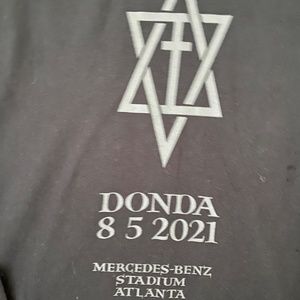 DONDA
8 5 2021
MERCEDES-BENZ
STADIUM
ATLANTA